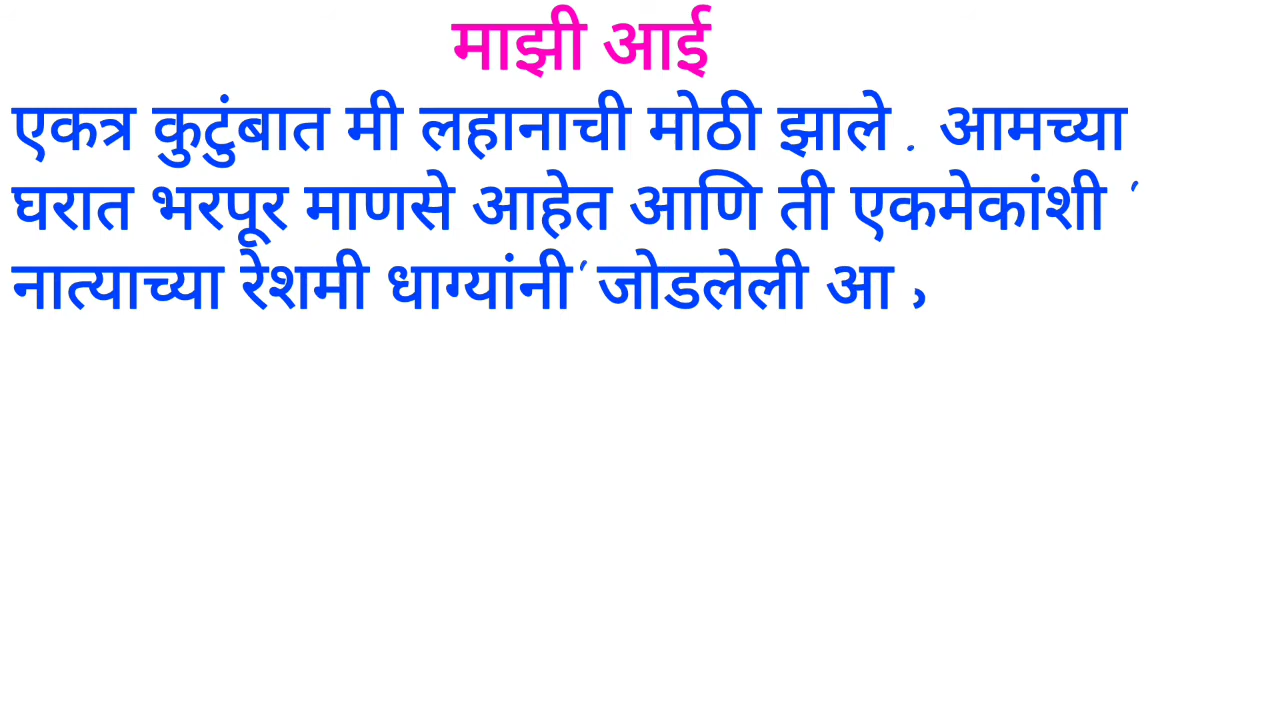 माझी आई
एकत्र कुटुंबात मी लहानाची मोठी झाले . आमच्या
घरात भरपूर माणसे आहेत आणि ती एकमेकांशी ‘
नात्याच्या रेशमी धाग्यांनी’ जोडलेली आ